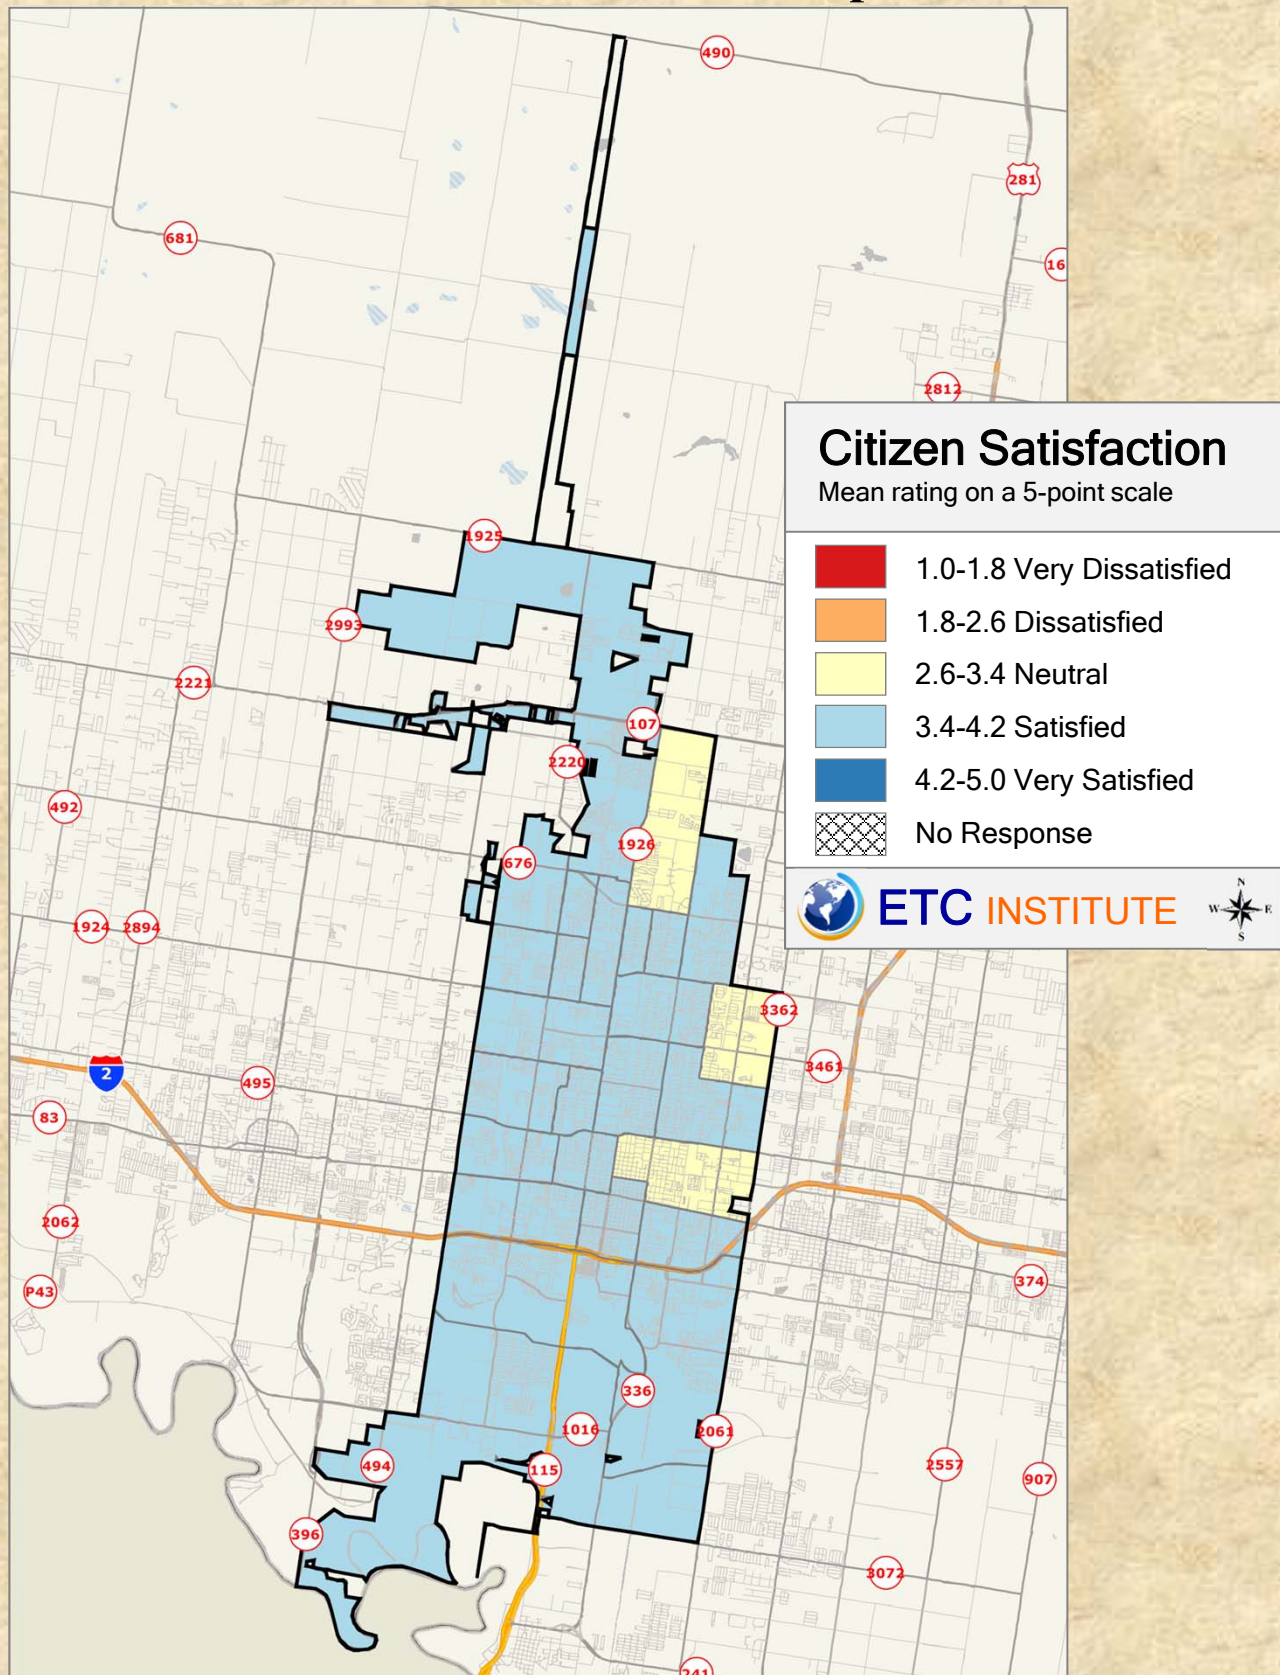 490
281
681
16
2812
Citizen Satisfaction
Mean rating on a 5-point scale
1925
1.0-1.8 Very Dissatisfied
1.8-2.6 Dissatisfied
2993
2.6-3.4 Neutral
2221
107
3.4-4.2 Satisfied
2220
4.2-5.0 Very Satisfied
492
No Response
1926
676
N
ETC INSTITUTE
W E
S
1924
2894
3362
3461
2
495
83
2062
P43
374
336
1016
2061
494
115
2557
907
396
3072
241